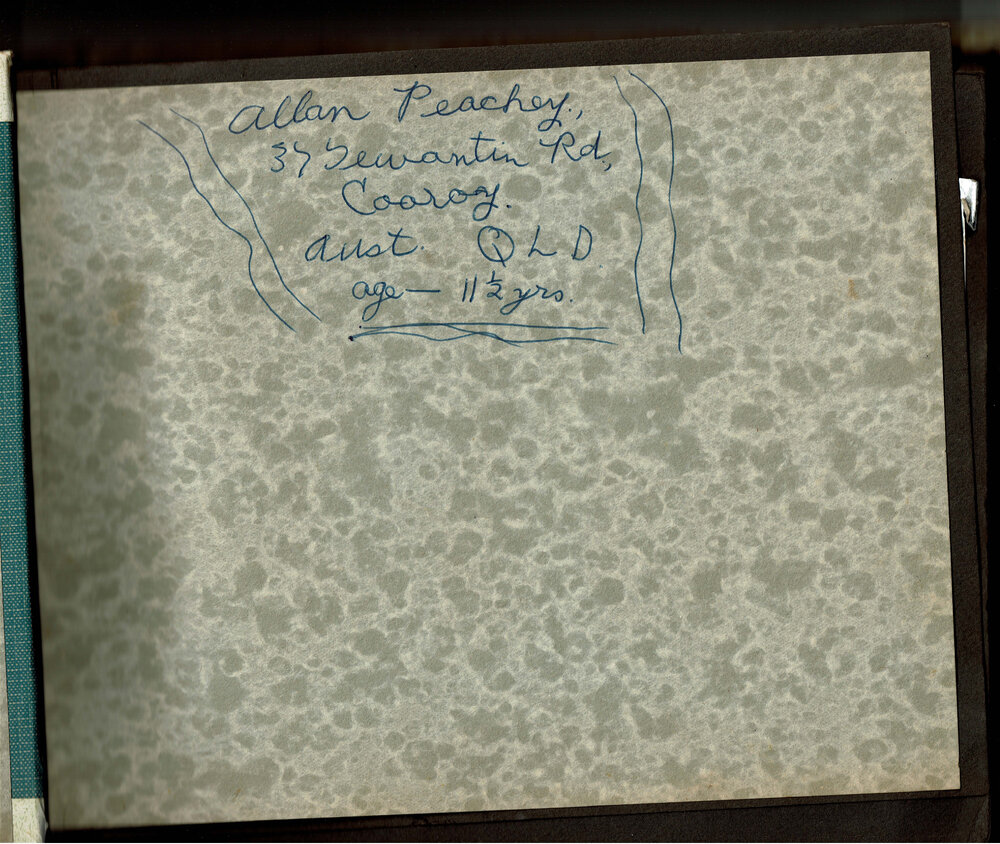 Allan Peachey.,
37 Tewantin Rd,
Cooroy.
Aust. QLD.
age — 11½ yrs.